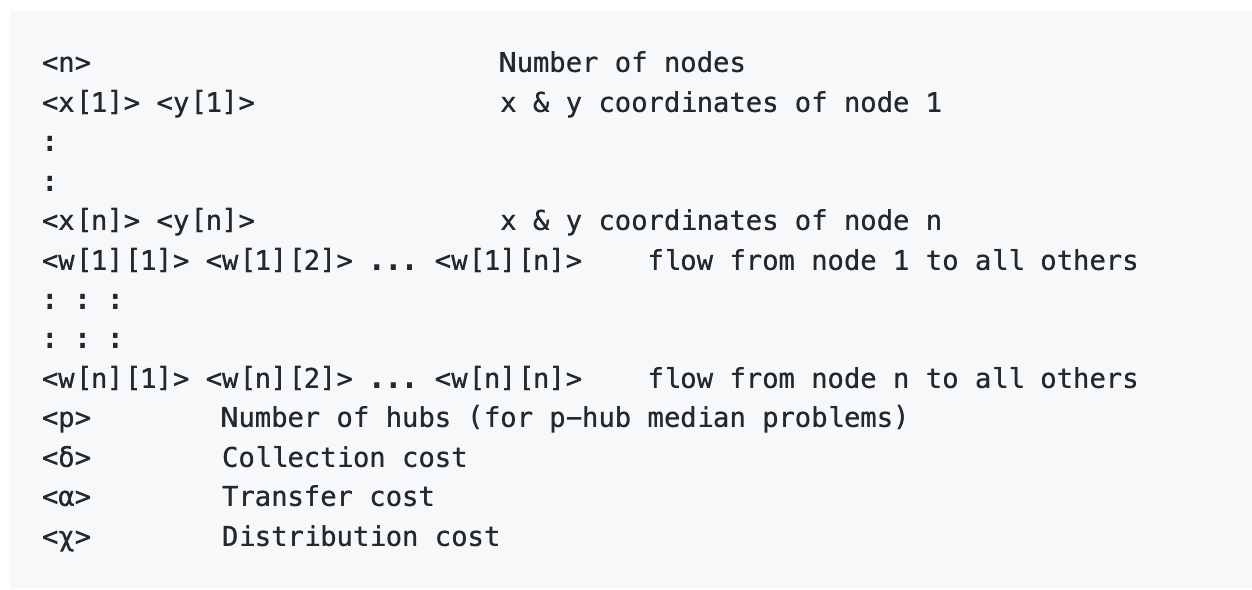 <n> Number of nodes
<x[1]> <y[1]> x & y coordinates of node 1
:
:
<x[n]> <y[n]> x & y coordinates of node n
<w[1][1]> <w[1][2]> ... <w[1][n]> flow from node 1 to all others
: : :
: : :
<w[n][1]> <w[n][2]> ... <w[n][n]> flow from node n to all others
<p> Number of hubs (for p-hub median problems)
<δ> Collection cost
<α> Transfer cost
<χ> Distribution cost